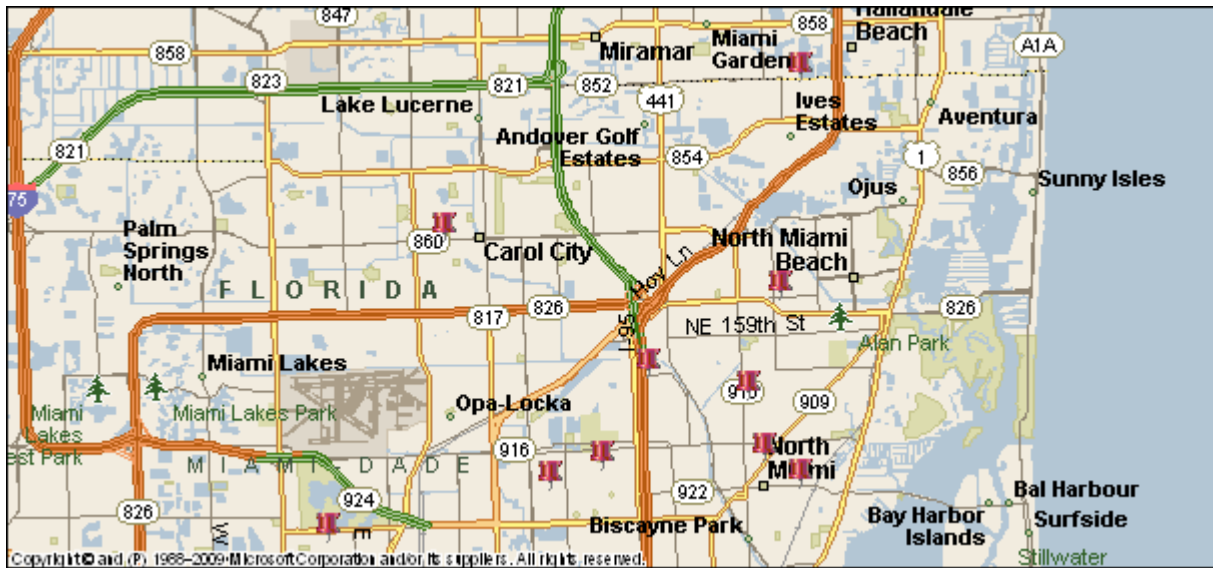 847
858
Miramar
Miami
Garden
858
Hallandale
Beach
A1A
823
821
852
441
Lake Lucerne
Andover Golf
Estates
Ives
Estates
Aventura
821
854
1
856
Sunny Isles
Ojus
75
Palm
Springs
North
860
Carol City
North Miami
Beach
FLORIDA
I-95
Hoy Ln
817
826
NE 159th St
826
Alan Park
Miami Lakes
Miami
Lakes
est Park
Miami Lakes Park
Opa-Locka
909
916
North
Miami
MIAMI-DADE
924
826
922
Biscayne Park
Bay Harbor
Islands
Bal Harbour
Surfside
W
E
Stillwater
Copyright © and (P) 1988–2009 Microsoft Corporation and/or its suppliers. All rights reserved.